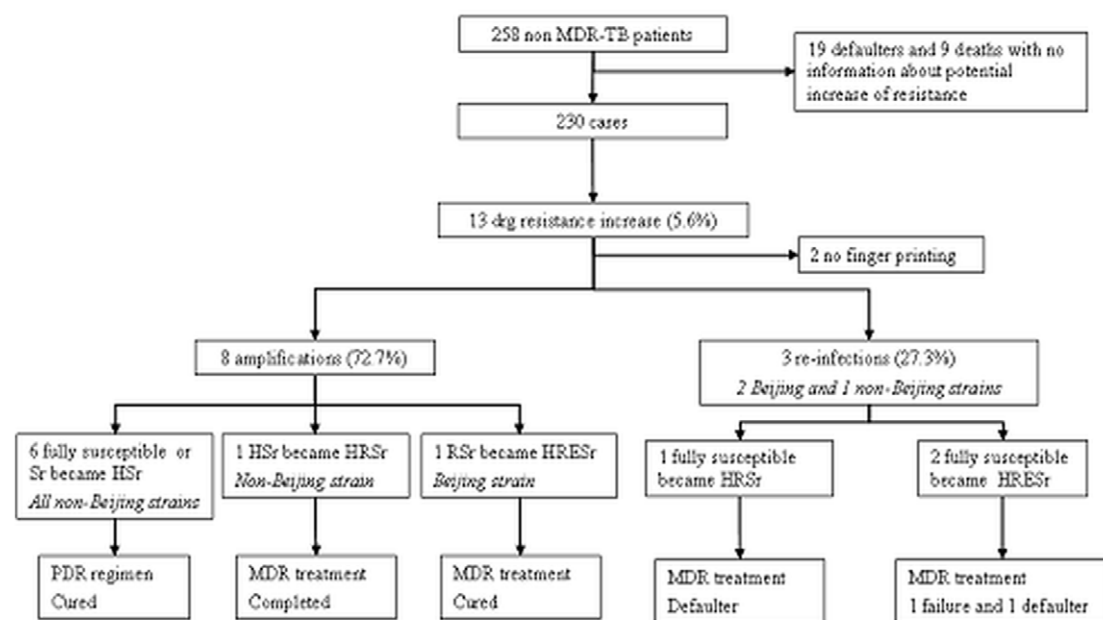 258 non MDR-TB patients
19 defaulters and 9 deaths with no
information about potential
increase of resistance
230 cases
13 drg resistance increase (5.6%)
2 no finger printing
8 amplifications (72.7%)
3 re-infections (27.3%)
2 Beijing and 1 non-Beijing strains
6 fully susceptible or
Sr became HSr
All non-Beijing strains
1 HSr became HRSr
Non-Beijing strain
1 RSr became HRESr
Beijing strain
1 fully susceptible
became HRSr
2 fully susceptible
became HRESr
PDR regimen
Cured
MDR treatment
Completed
MDR treatment
Cured
MDR treatment
Defaulter
MDR treatment
1 failure and 1 defaulter